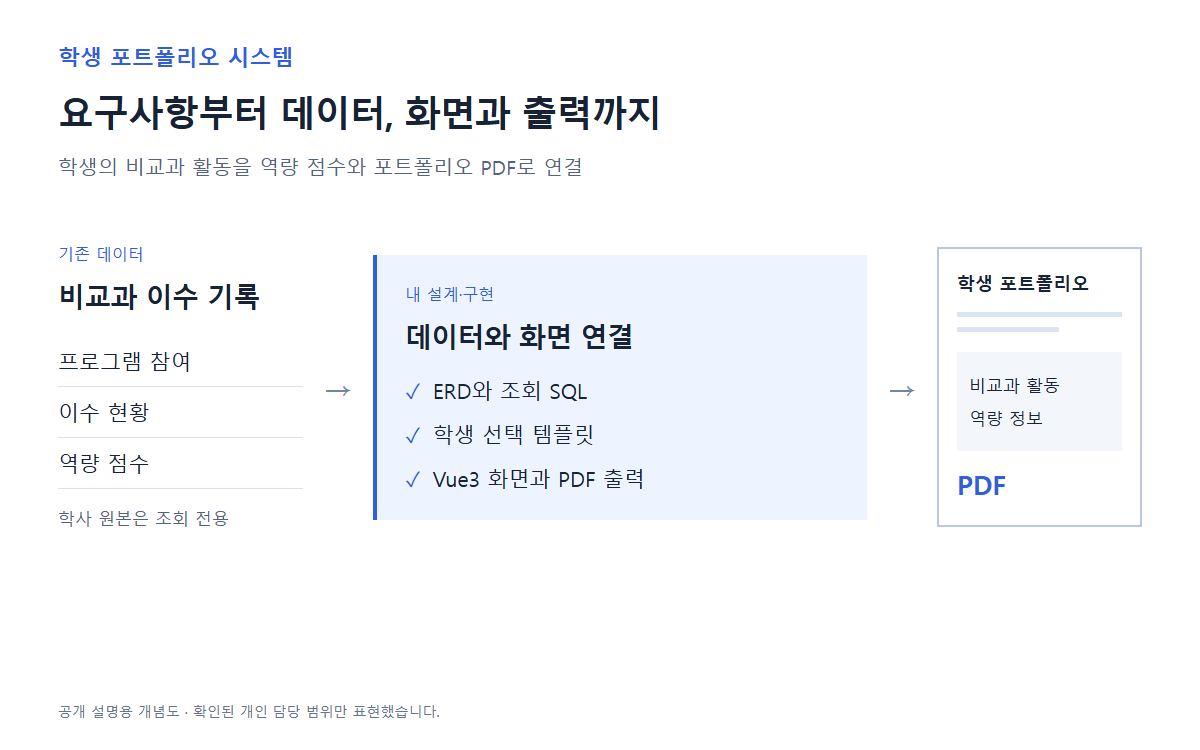 학생 포트폴리오 시스템
요구사항부터 데이터, 화면과 출력까지
학생의 비교과 활동을 역량 점수와 포트폴리오 PDF로 연결
기존 데이터
비교과 이수 기록
프로그램 참여
이수 현황
역량 점수
학사 원본은 조회 전용
→
내 설계·구현
데이터와 화면 연결
✓ ERD와 조회 SQL
✓ 학생 선택 템플릿
✓ Vue3 화면과 PDF 출력
→
학생 포트폴리오
비교과 활동
역량 정보
PDF
공개 설명용 개념도 · 확인된 개인 담당 범위만 표현했습니다.